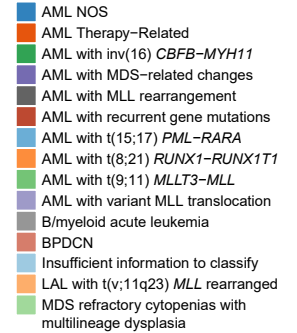 AML NOS
AML Therapy−Related
AML with inv(16) CBFB−MYH11
AML with MDS−related changes
AML with MLL rearrangement
AML with recurrent gene mutations
AML with t(15;17) PML−RARA
AML with t(8;21) RUNX1−RUNX1T1
AML with t(9;11) MLLT3−MLL
AML with variant MLL translocation
B/myeloid acute leukemia
BPDCN
Insufficient information to classify
LAL with t(v;11q23) MLL rearranged
MDS refractory cytopenias with
multilineage dysplasia